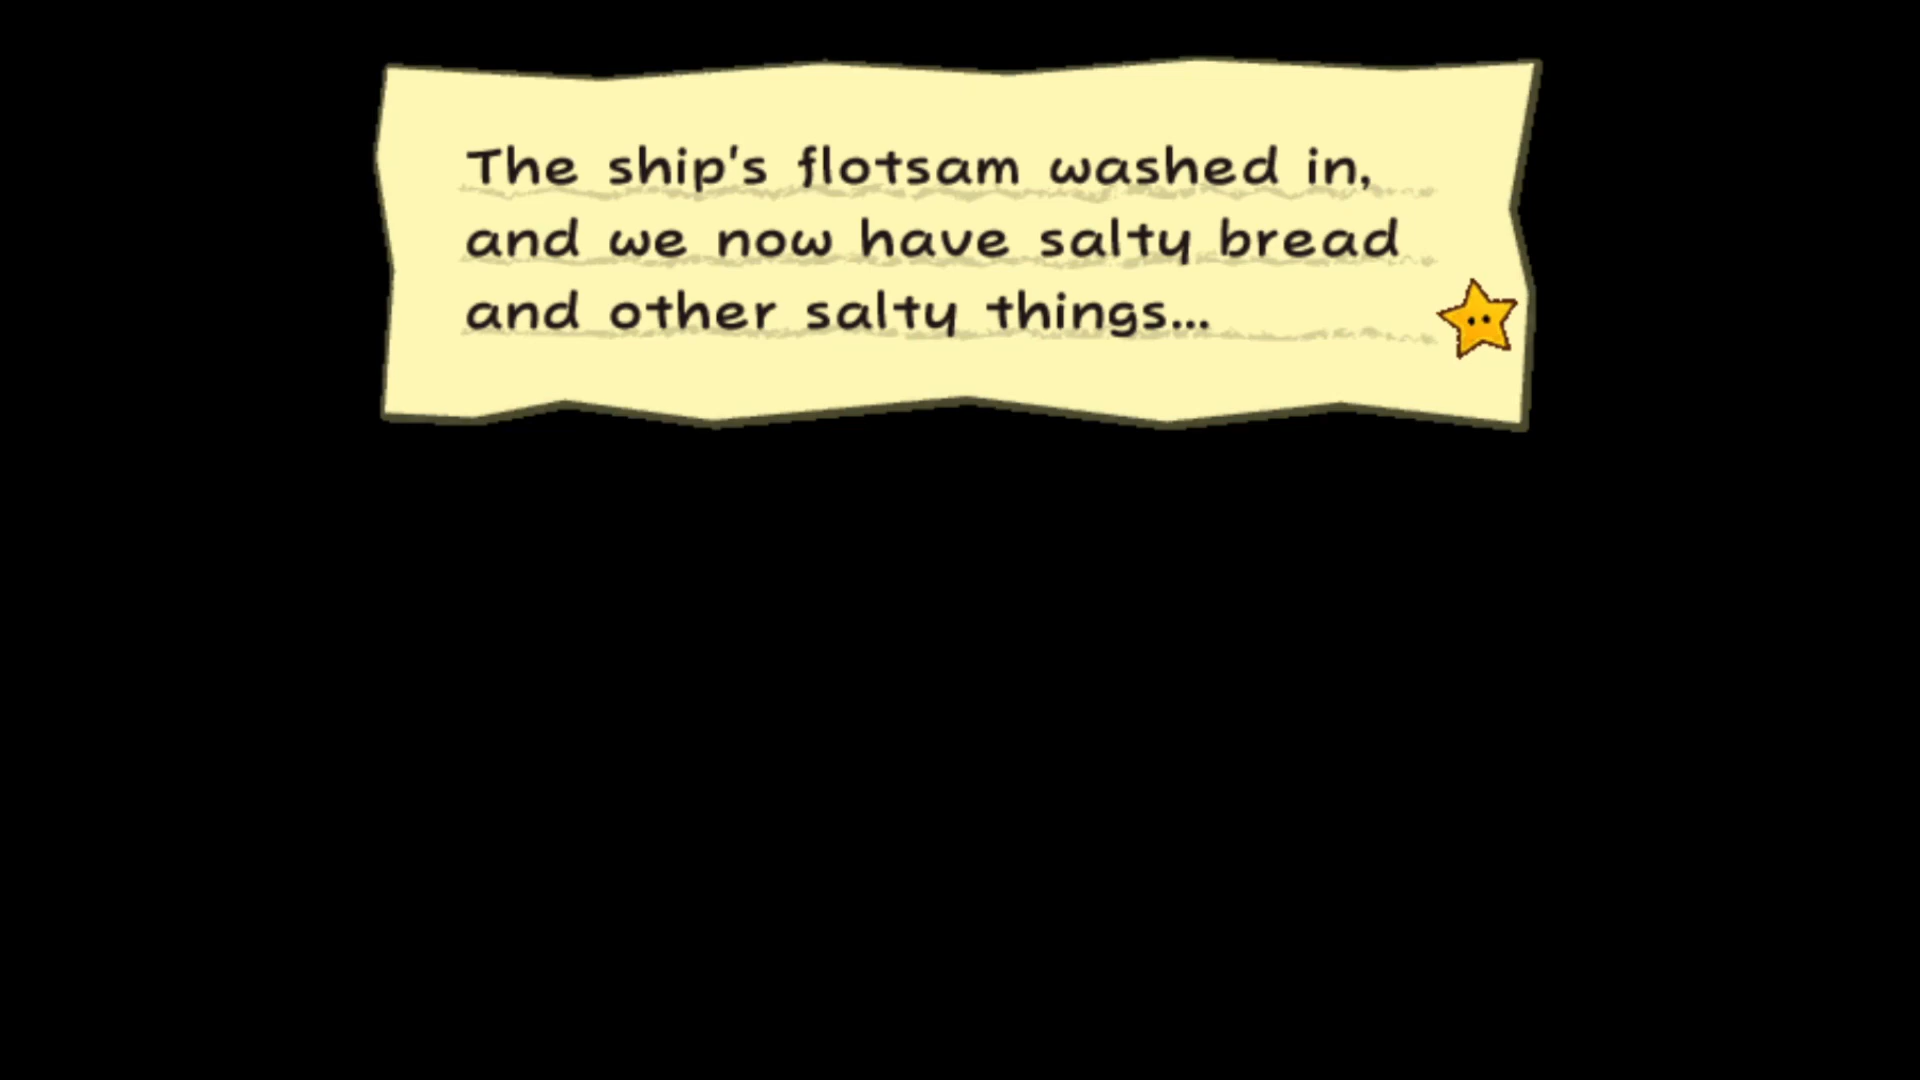 The ship's flotsam washed in,
and we now have salty bread
and other salty things...